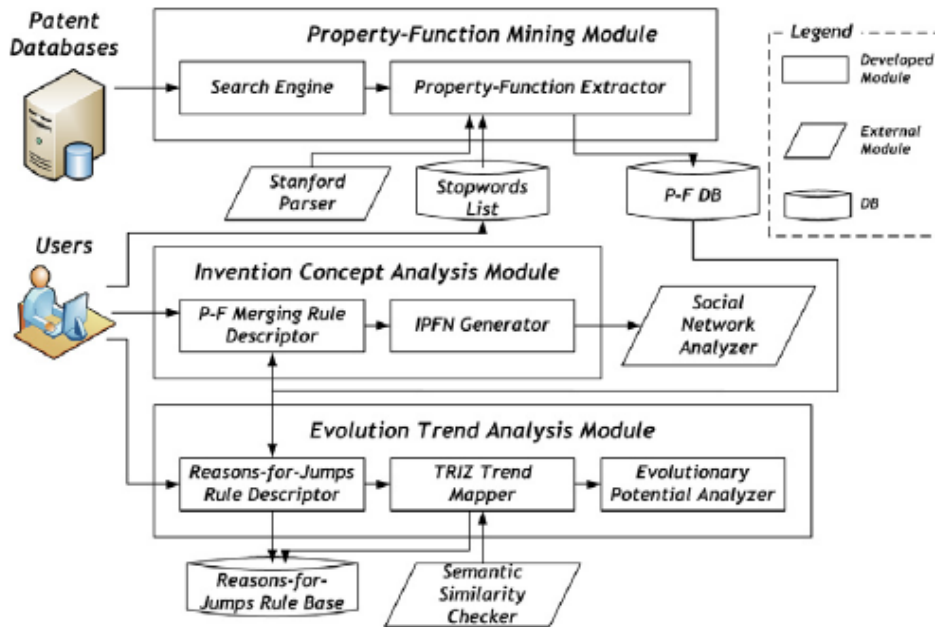 Patent
Databases
Property-Function Mining Module
Search Engine
Property-Function Extractor
Legend
Developed
Module
External
Module
DB
Stanford
Parser
Stopwords
List
P-F DB
Users
Invention Concept Analysis Module
P-F Merging Rule
Descriptor
IPFN Generator
Social
Network
Analyzer
Evolution Trend Analysis Module
Reasons-for-Jumps
Rule Descriptor
TRIZ Trend
Mapper
Evolutionary
Potential Analyzer
Reasons-for-
Jumps Rule Base
Semantic
Similarity
Checker